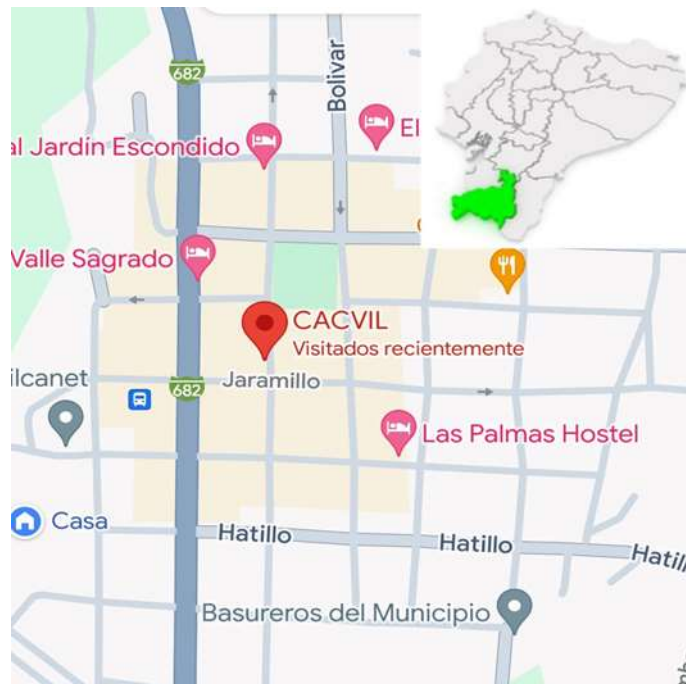 682
Bolivar
El
al Jardín Escondido
Valle Sagrado
CACVIL
Visitados recientemente
Jaramillo
682
ilcanet
Las Palmas Hostel
Casa
Hatillo
Hatillo
Hatillo
Basureros del Municipio